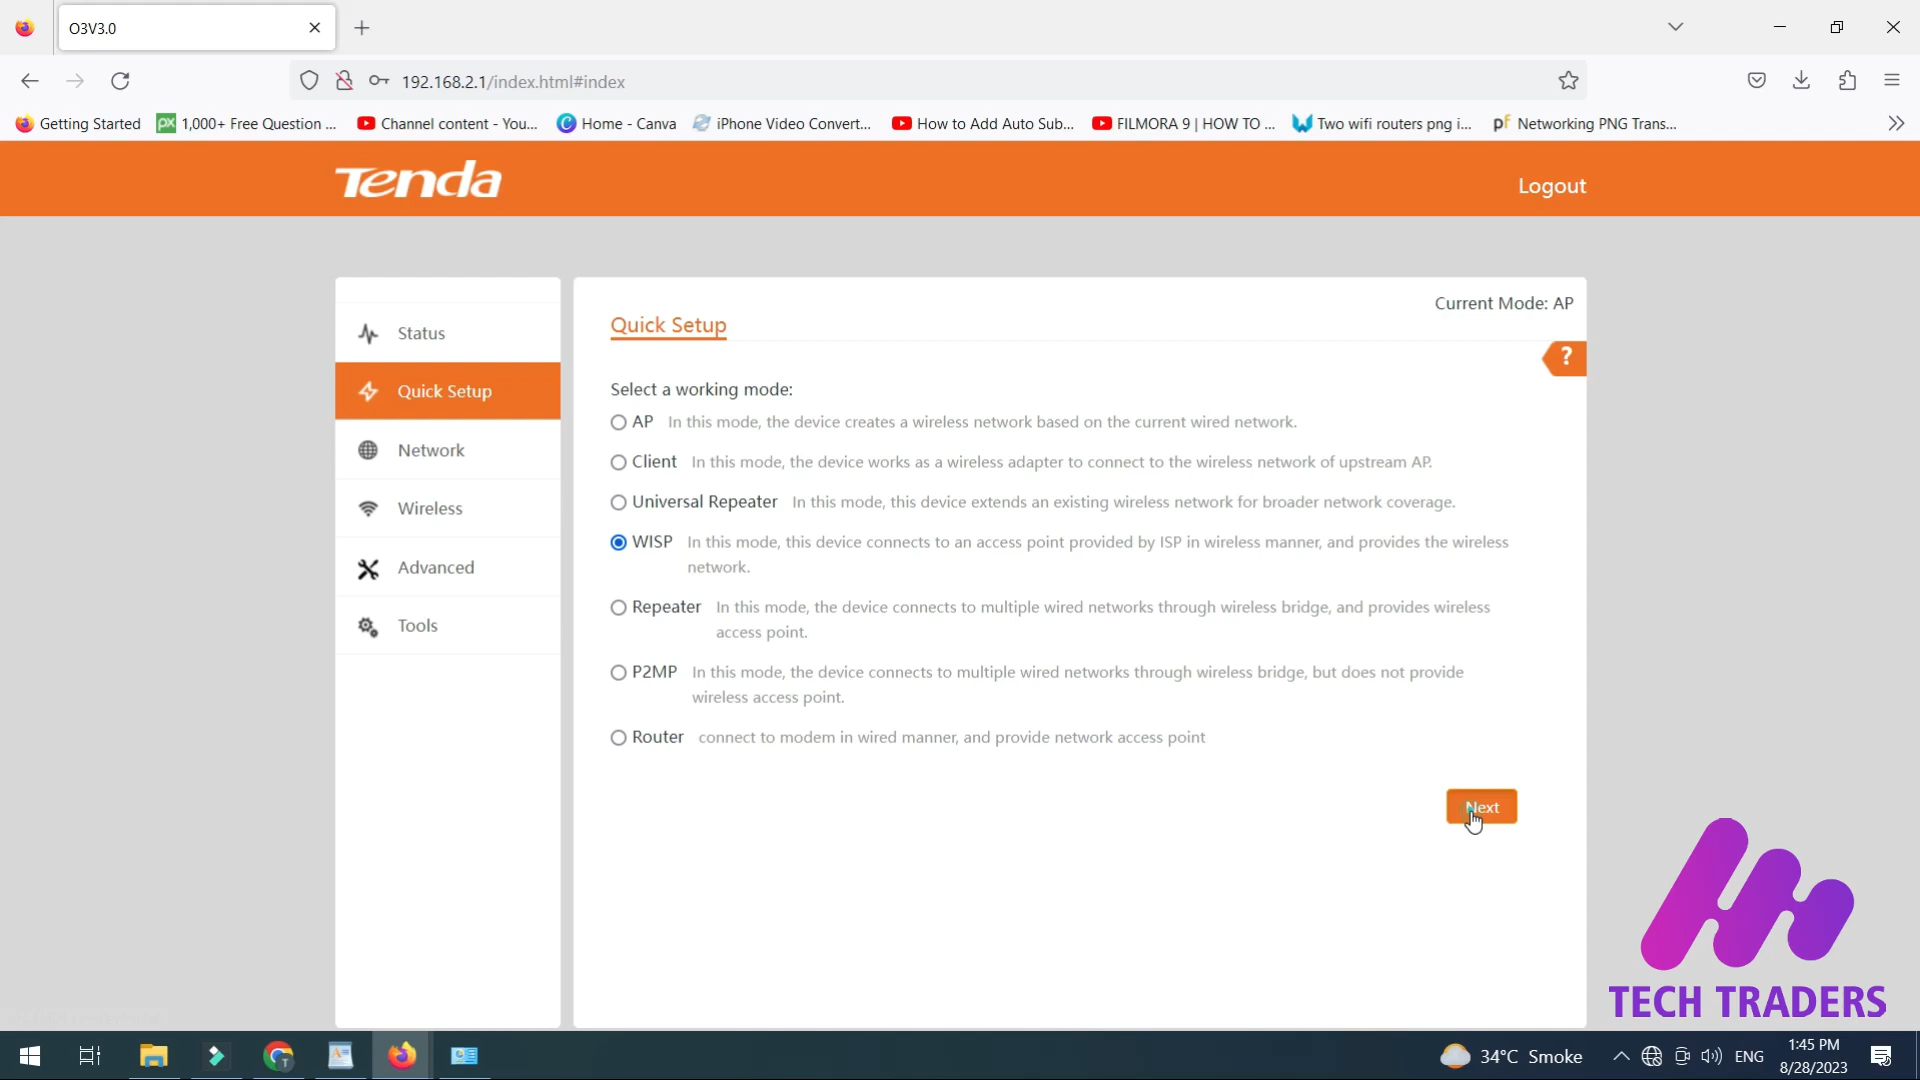 O3V3.0
192.168.2.1/index.html#index
Getting Started
1,000+ Free Question ...
Channel content - You...
Home - Canva
iPhone Video Convert...
How to Add Auto Sub...
FILMORA 9 | HOW TO ...
Two wifi routers png i...
Networking PNG Trans...
Tenda
Logout
Current Mode: AP
Status
Quick Setup
Network
Wireless
Advanced
Tools
Quick Setup
?
Select a working mode:
AP In this mode, the device creates a wireless network based on the current wired network.
Client In this mode, the device works as a wireless adapter to connect to the wireless network of upstream AP.
Universal Repeater In this mode, this device extends an existing wireless network for broader network coverage.
WISP In this mode, this device connects to an access point provided by ISP in wireless manner, and provides the wireless
network.
Repeater In this mode, the device connects to multiple wired networks through wireless bridge, and provides wireless
access point.
P2MP In this mode, the device connects to multiple wired networks through wireless bridge, but does not provide
wireless access point.
Router connect to modem in wired manner, and provide network access point
Next
TECH TRADERS
34°C Smoke
ENG
1:45 PM
8/28/2023